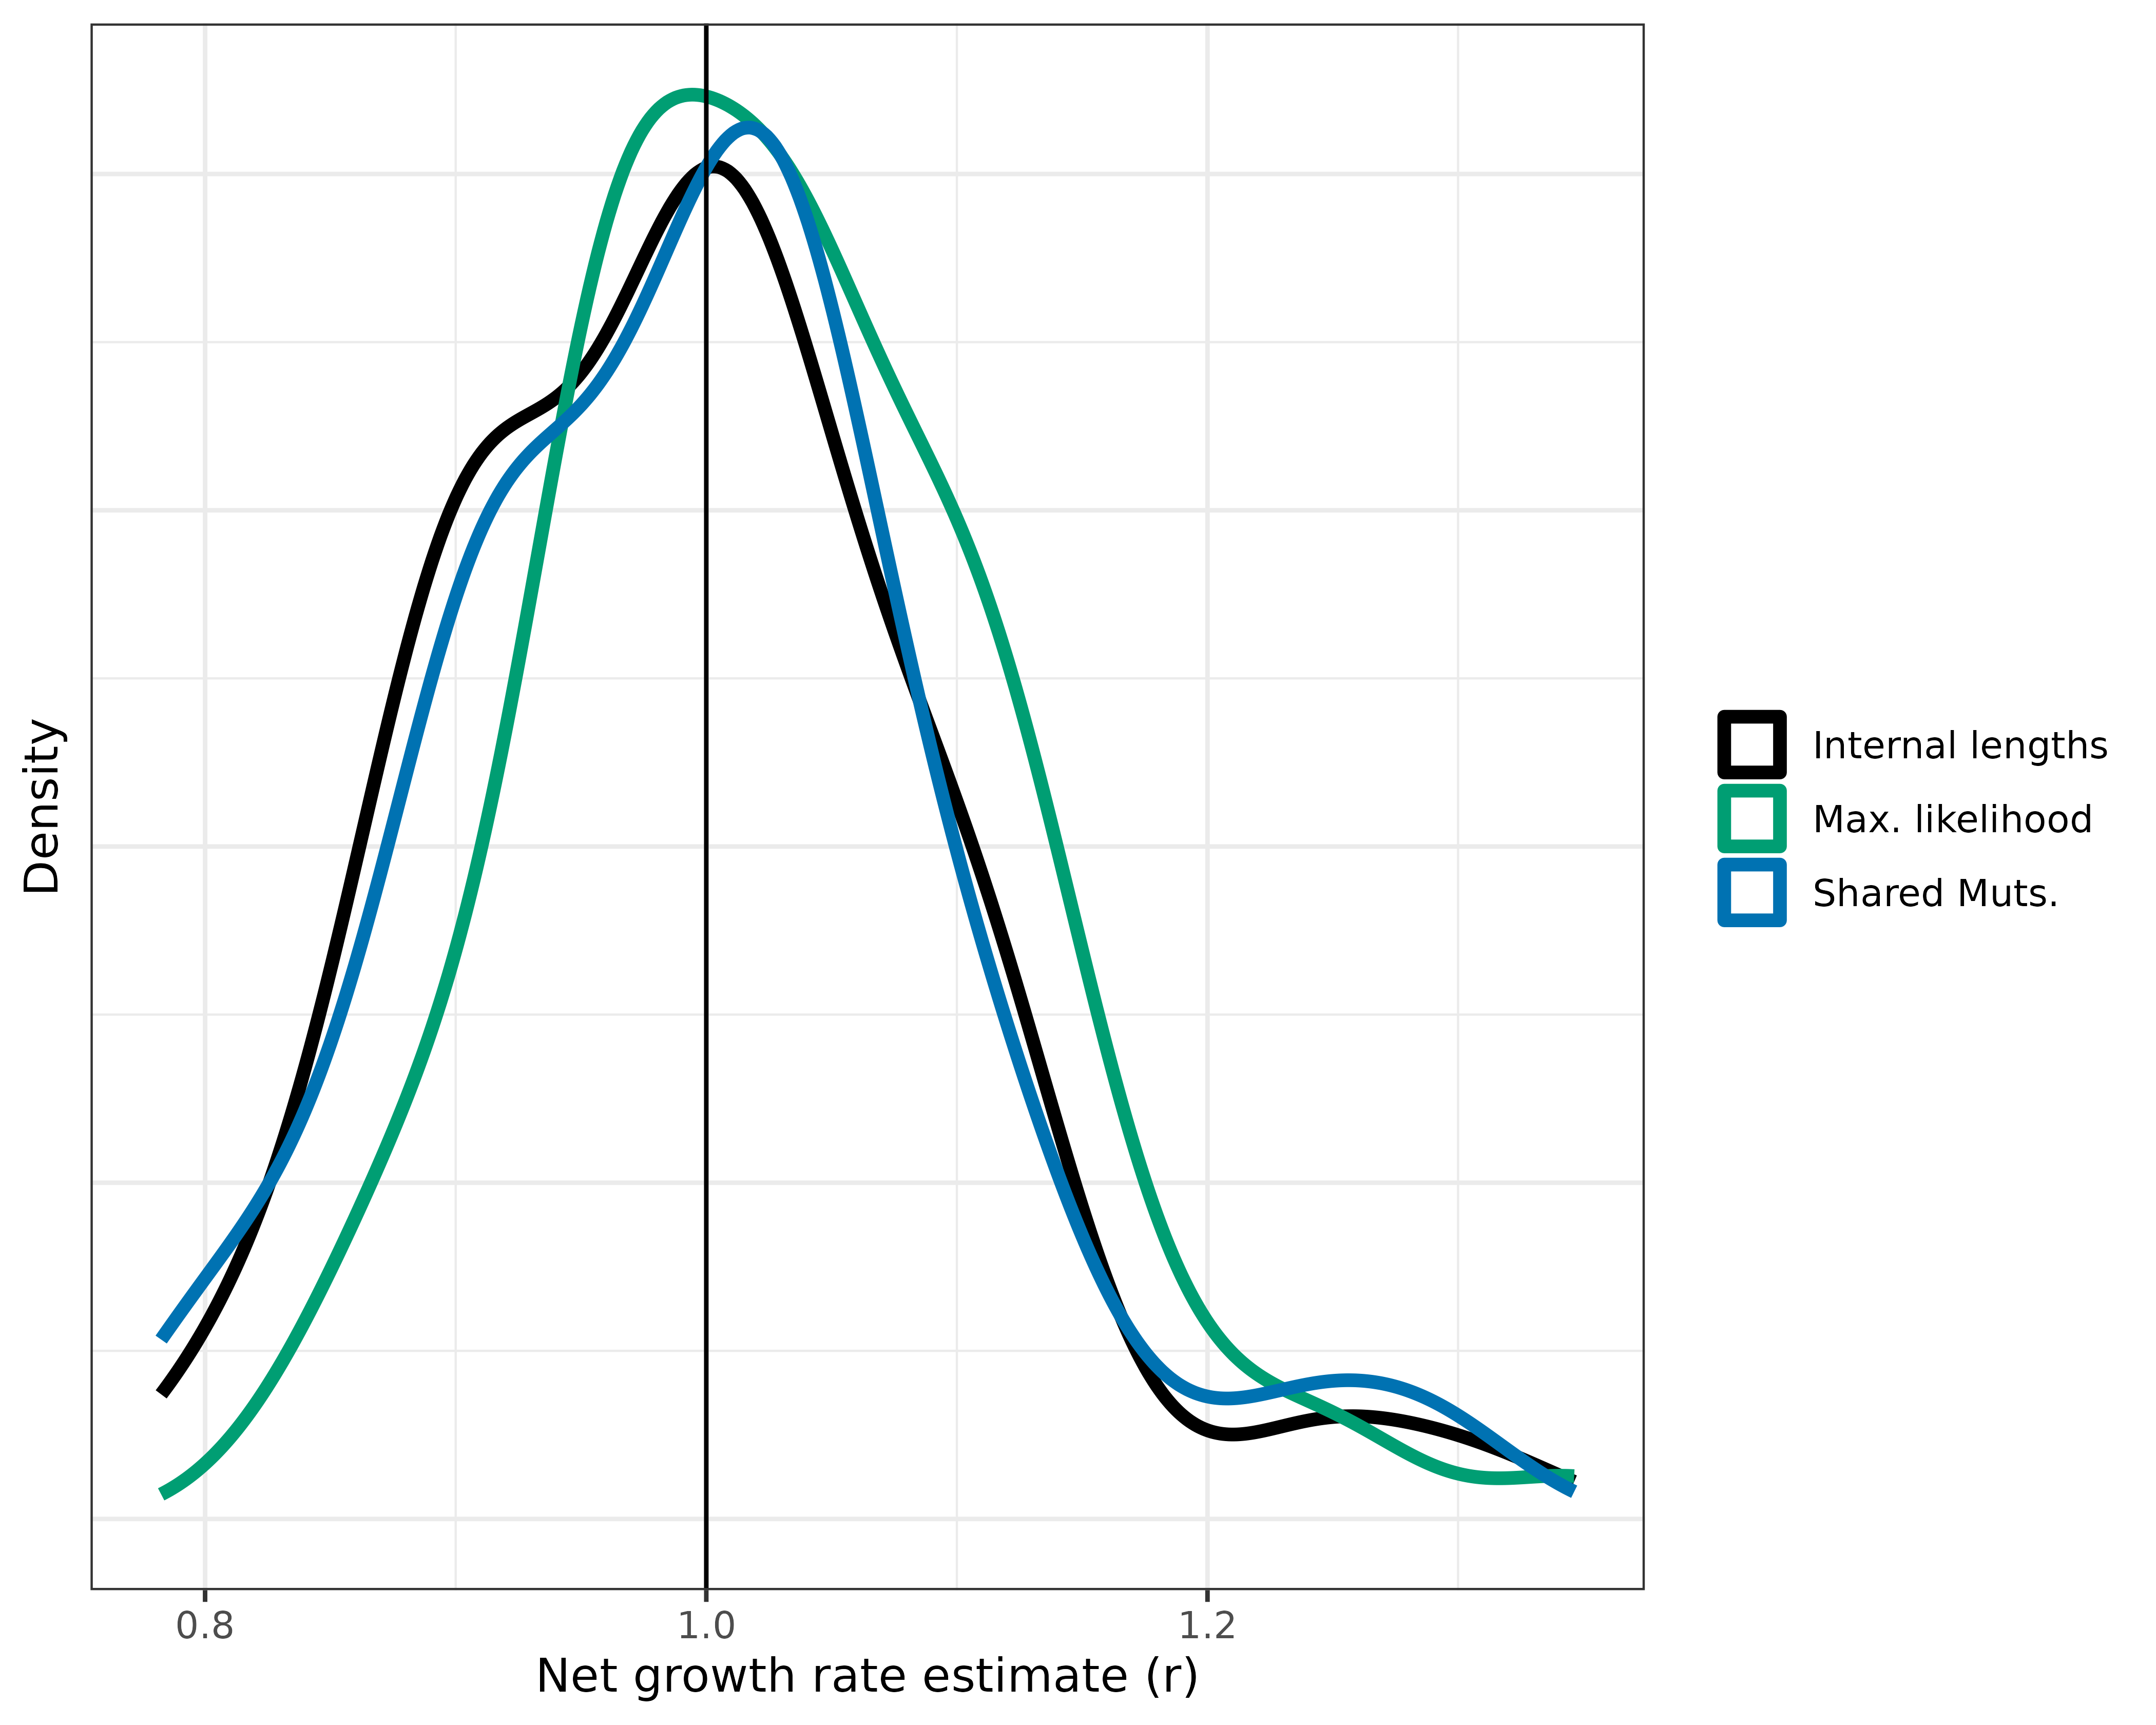 Density
0.8
1.0
1.2
Net growth rate estimate (r)
Internal lengths
Max. likelihood
Shared Muts.